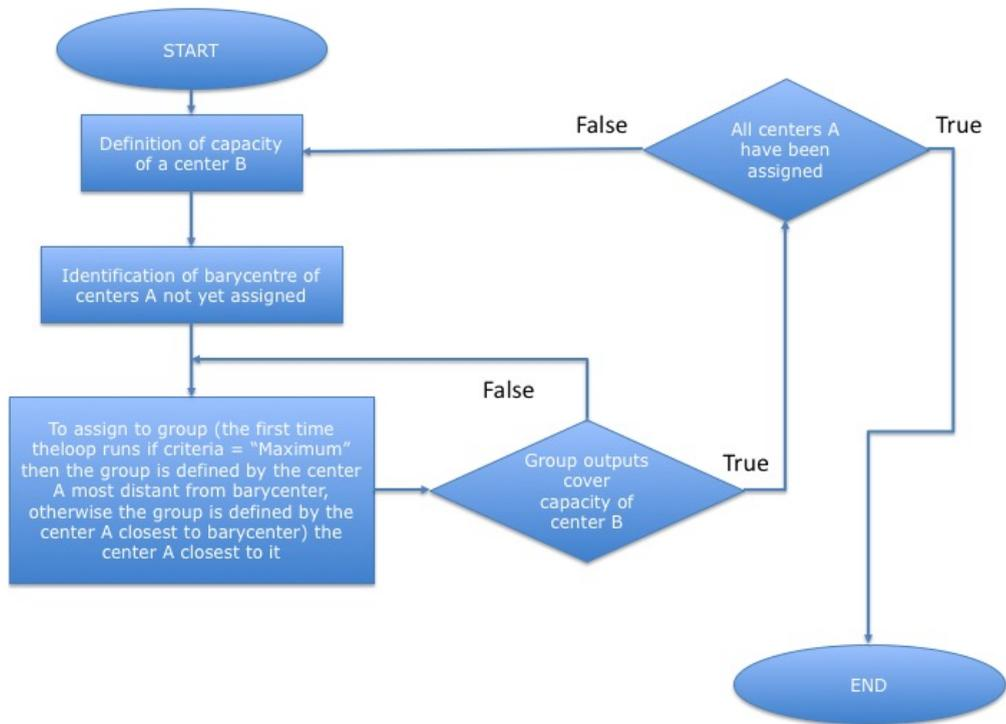 START
Definition of capacity
of a center B
Identification of barycentre of
centers A not yet assigned
To assign to group (the first time
theloop runs if criteria = “Maximum”
then the group is defined by the center
A most distant from barycenter,
otherwise the group is defined by the
center A closest to barycenter) the
center A closest to it
False
Group outputs
cover
capacity of
center B
True
False
All centers A
have been
assigned
True
END